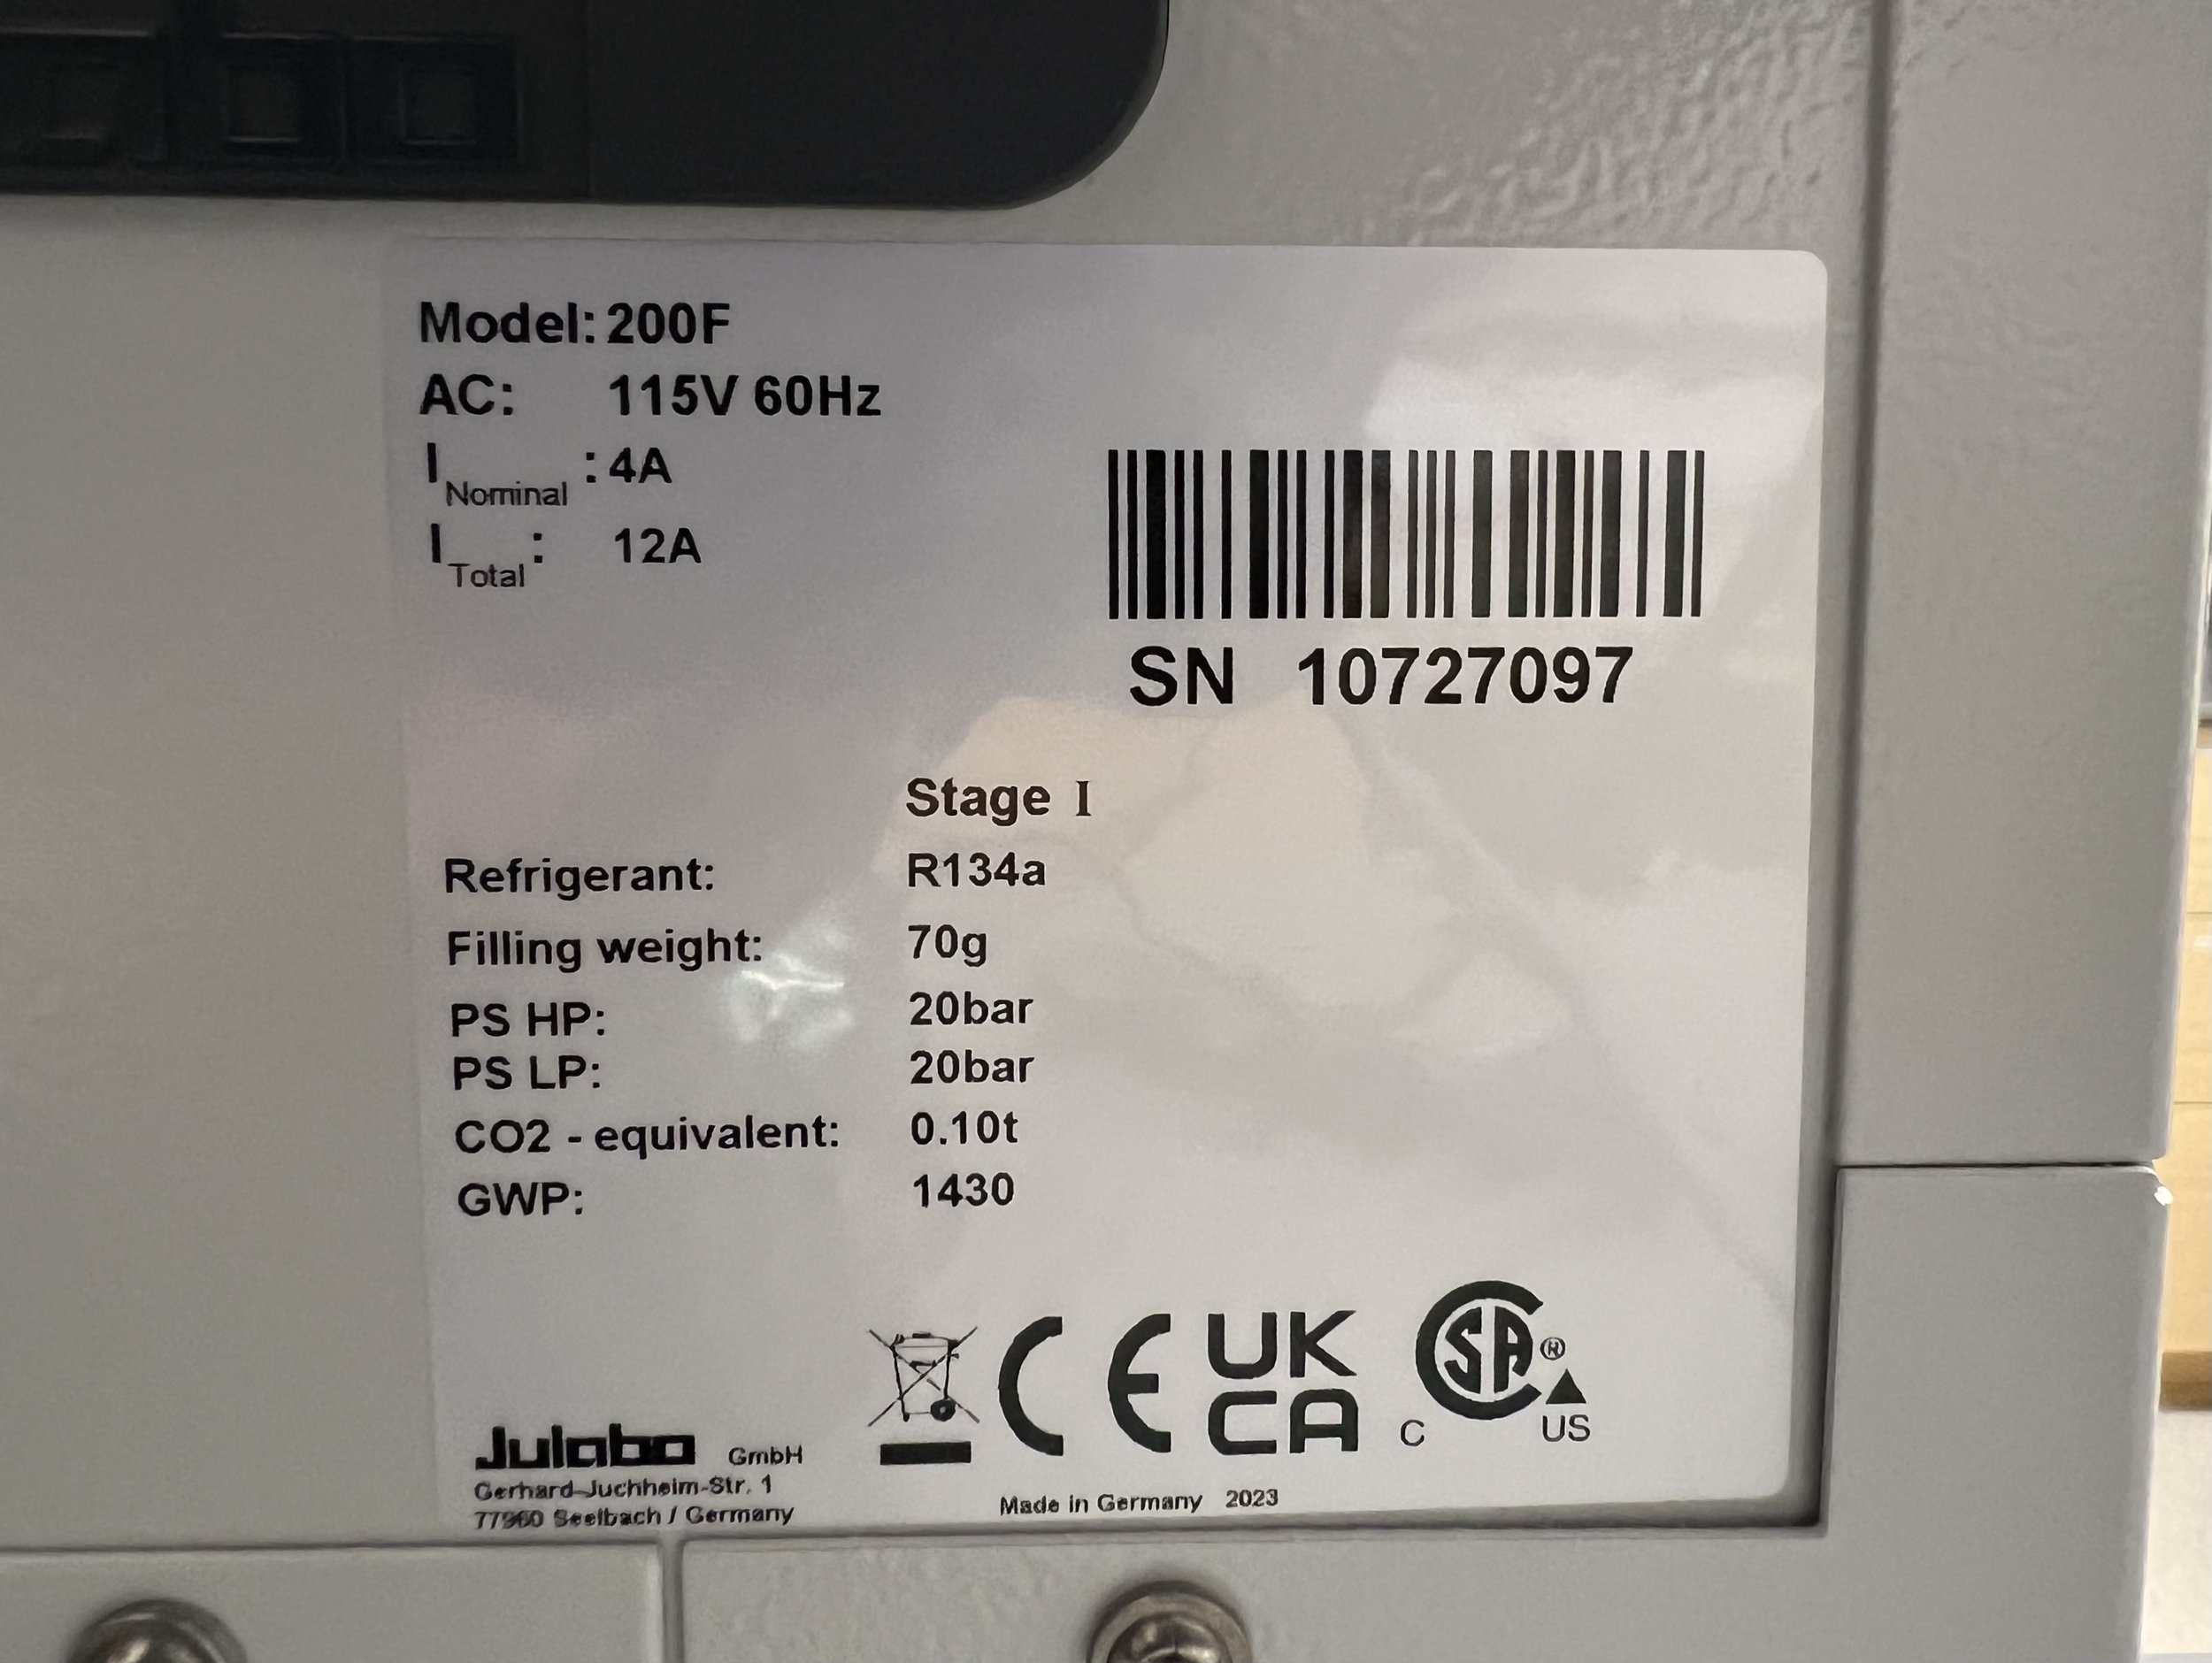 Model: 200F
AC: 115V 60Hz
I Nominal : 4A
I Total : 12A
SN 10727097
Stage I
Refrigerant: R134a
Filling weight: 70g
PS HP: 20bar
PS LP: 20bar
CO2 - equivalent: 0.10t
GWP: 1430
CE UK CA
C SA ® C US
Julabo GmbH
Gerhard-Juchheim-Str. 1
77960 Seelbach / Germany
Made in Germany 2023